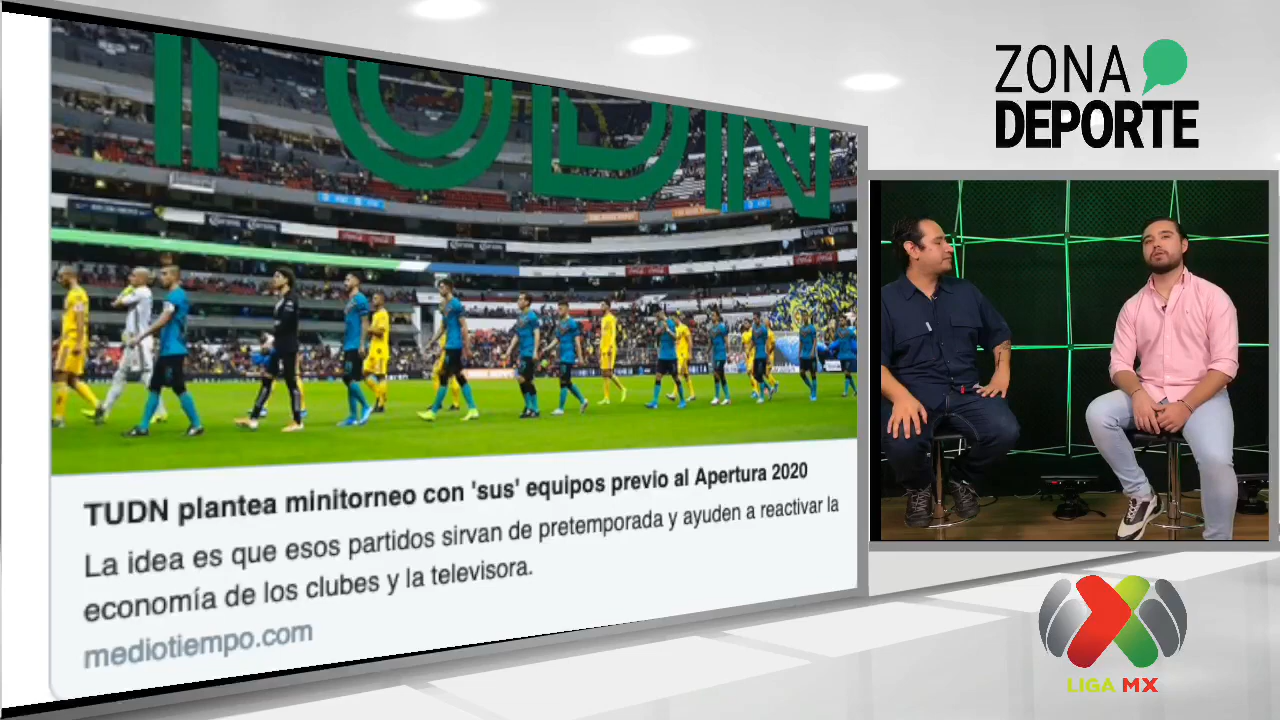 TUDN
ZONA
DEPORTE
TUDN plantea minitorneo con 'sus' equipos previo al Apertura 2020
La idea es que esos partidos sirvan de pretemporada y ayuden a reactivar la
economía de los clubes y la televisora.
mediotiempo.com
LIGA MX